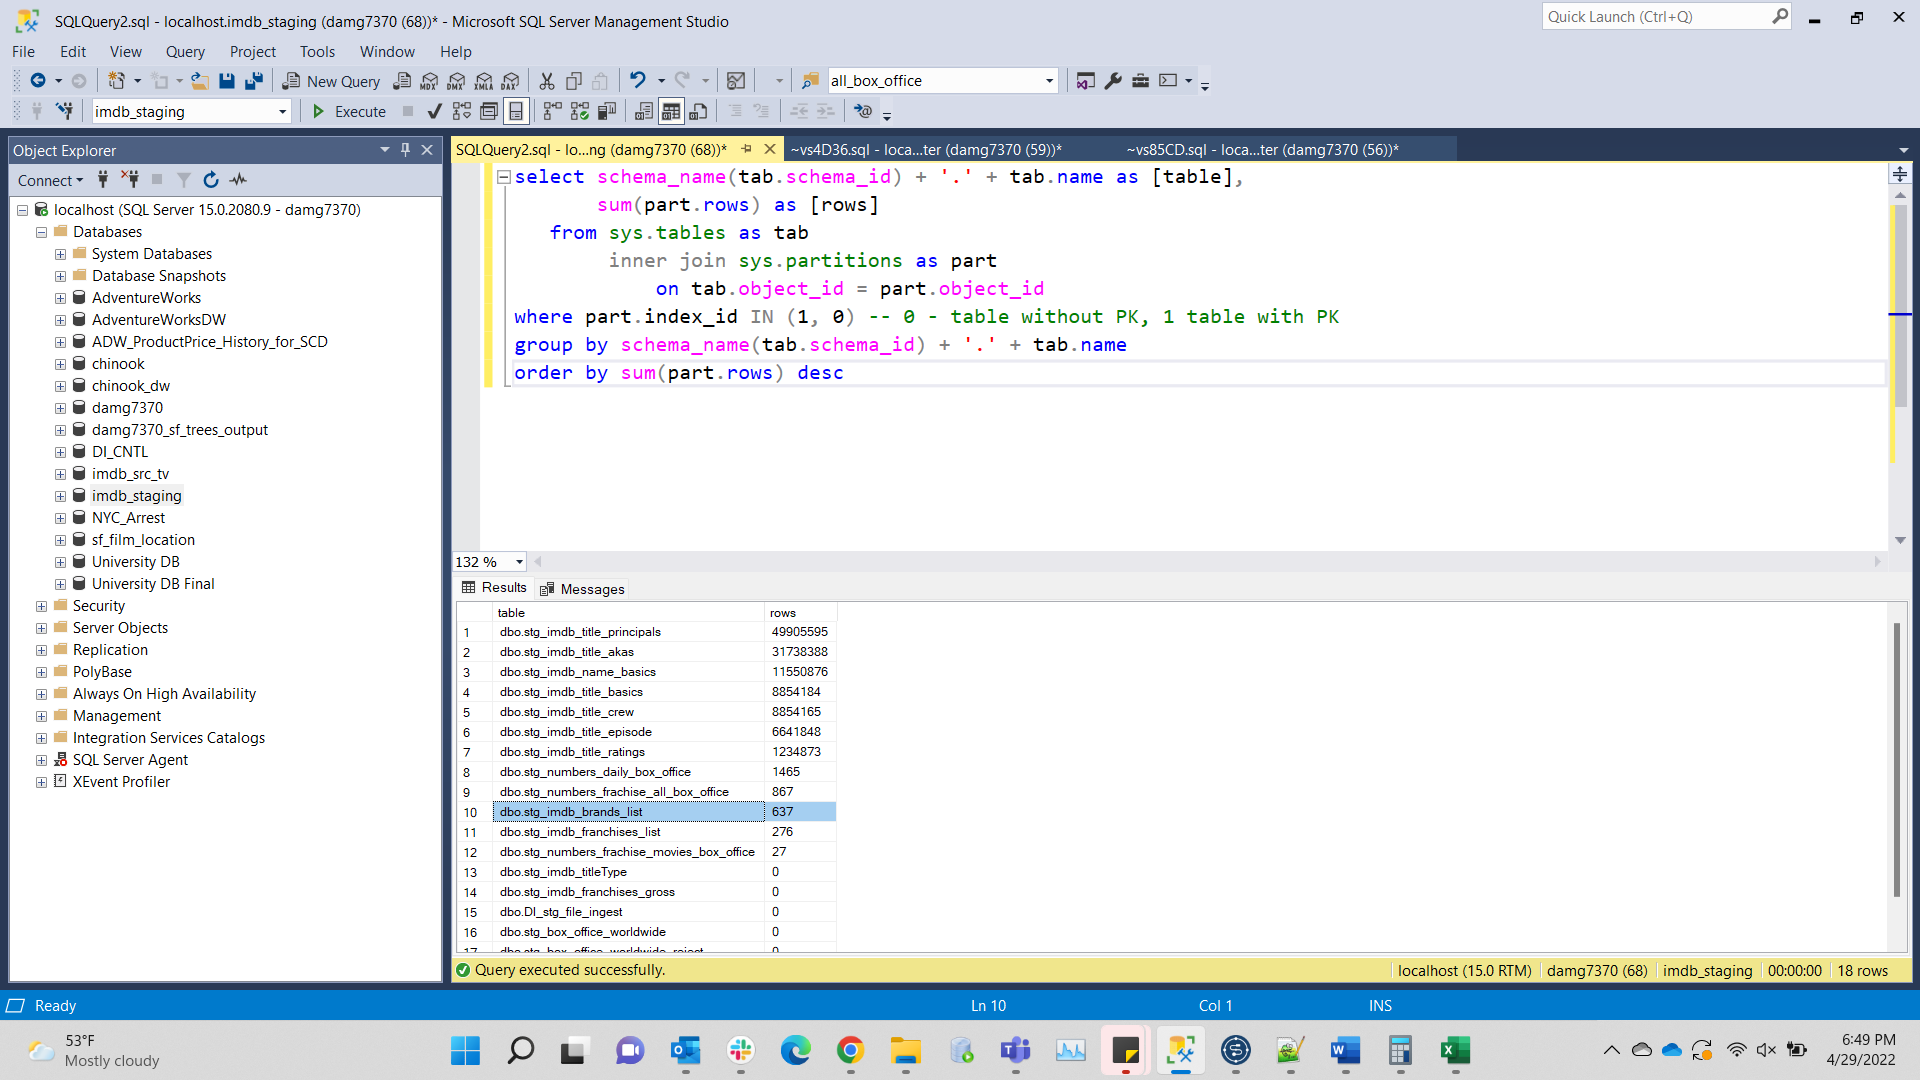 SQLQuery2.sql - localhost.imdb_staging (damg7370 (68))* - Microsoft SQL Server Management Studio
Quick Launch (Ctrl+Q)
File Edit View Query Project Tools Window Help
New Query
MDX DMX XMLA DAX
all_box_office
imdb_staging
Execute
Object Explorer
SQLQuery2.sql - lo...ng (damg7370 (68))*
~vs4D36.sql - loca...ter (damg7370 (59))*
~vs85CD.sql - loca...ter (damg7370 (56))*
Connect
localhost (SQL Server 15.0.2080.9 - damg7370)
Databases
System Databases
Database Snapshots
AdventureWorks
AdventureWorksDW
ADW_ProductPrice_History_for_SCD
chinook
chinook_dw
damg7370
damg7370_sf_trees_output
DI_CNTL
imdb_src_tv
imdb_staging
NYC_Arrest
sf_film_location
University DB
University DB Final
Security
Server Objects
Replication
PolyBase
Always On High Availability
Management
Integration Services Catalogs
SQL Server Agent
XEvent Profiler
select schema_name(tab.schema_id) + '.' + tab.name as [table],
sum(part.rows) as [rows]
from sys.tables as tab
inner join sys.partitions as part
on tab.object_id = part.object_id
where part.index_id IN (1, 0) -- 0 - table without PK, 1 table with PK
group by schema_name(tab.schema_id) + '.' + tab.name
order by sum(part.rows) desc
132 %
Results Messages
table rows
1 dbo.stg_imdb_title_principals 49905595
2 dbo.stg_imdb_title_akas 31738388
3 dbo.stg_imdb_name_basics 11550876
4 dbo.stg_imdb_title_basics 8854184
5 dbo.stg_imdb_title_crew 8854165
6 dbo.stg_imdb_title_episode 6641848
7 dbo.stg_imdb_title_ratings 1234873
8 dbo.stg_numbers_daily_box_office 1465
9 dbo.stg_numbers_frachise_all_box_office 867
10 dbo.stg_imdb_brands_list 637
11 dbo.stg_imdb_franchises_list 276
12 dbo.stg_numbers_frachise_movies_box_office 27
13 dbo.stg_imdb_titleType 0
14 dbo.stg_imdb_franchises_gross 0
15 dbo.DI_stg_file_ingest 0
16 dbo.stg_box_office_worldwide 0
17 dbo.stg_box_office_worldwide_reject 0
Query executed successfully.
localhost (15.0 RTM) damg7370 (68) imdb_staging 00:00:00 18 rows
Ready
Ln 10 Col 1 INS
53°F
Mostly cloudy
6:49 PM
4/29/2022